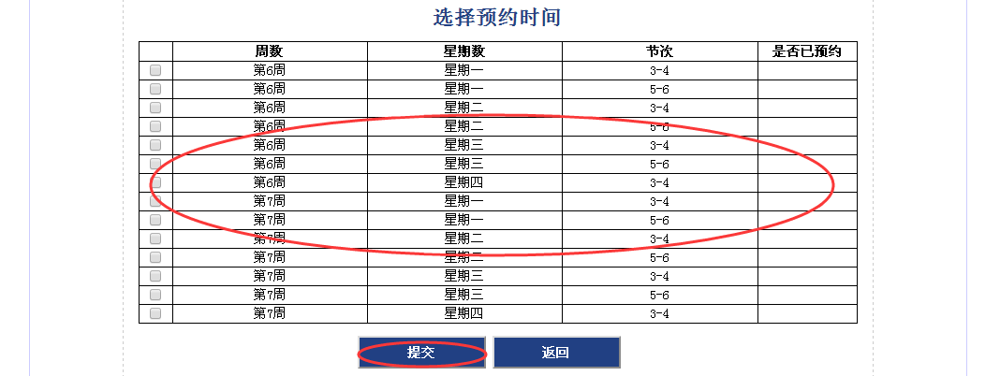 选择预约时间
周数 星期数 节次 是否已预约
第6周 星期一 3-4
第6周 星期一 5-6
第6周 星期二 3-4
第6周 星期二 5-6
第6周 星期三 3-4
第6周 星期三 5-6
第6周 星期四 3-4
第7周 星期一 3-4
第7周 星期一 5-6
第7周 星期二 3-4
第7周 星期二 5-6
第7周 星期三 3-4
第7周 星期三 5-6
第7周 星期四 3-4
提交 返回